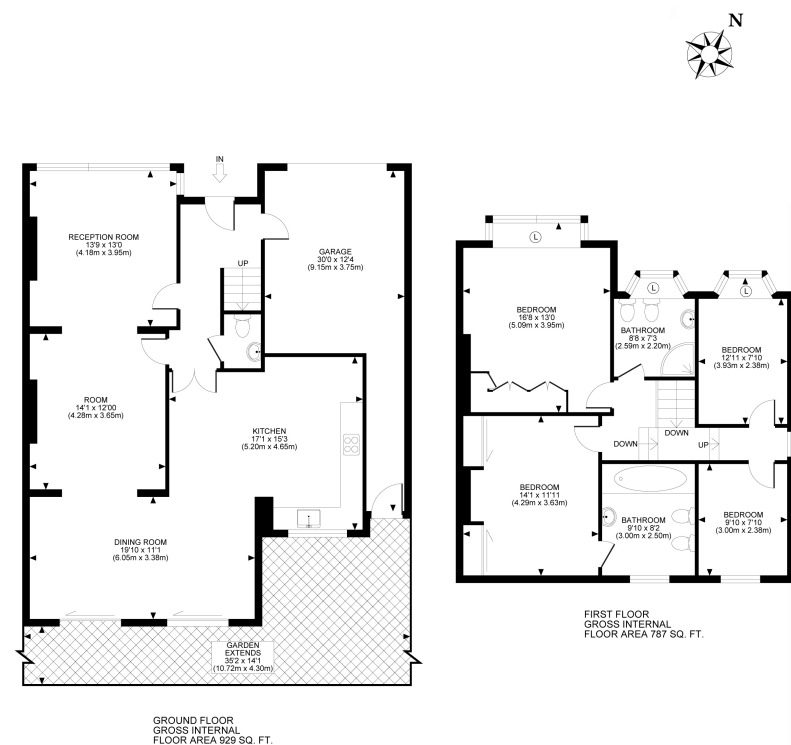 N
IN
RECEPTION ROOM
13'9 x 13'0
(4.18m x 3.95m)
GARAGE
30'0 x 12'4
(9.15m x 3.75m)
UP
ROOM
14'1 x 12'00
(4.28m x 3.65m)
KITCHEN
17'1 x 15'3
(5.20m x 4.65m)
DINING ROOM
19'10 x 11'1
(6.05m x 3.38m)
GARDEN
EXTENDS
35'2 x 14'1
(10.72m x 4.30m)
GROUND FLOOR
GROSS INTERNAL
FLOOR AREA 929 SQ. FT.
L
L
L
BEDROOM
16'8 x 13'0
(5.09m x 3.95m)
BATHROOM
8'8 x 7'3
(2.59m x 2.20m)
BEDROOM
12'11 x 7'10
(3.93m x 2.38m)
DOWN
DOWN
UP
BEDROOM
14'1 x 11'11
(4.29m x 3.63m)
BATHROOM
9'10 x 8'2
(3.00m x 2.50m)
BEDROOM
9'10 x 7'10
(3.00m x 2.38m)
FIRST FLOOR
GROSS INTERNAL
FLOOR AREA 787 SQ. FT.